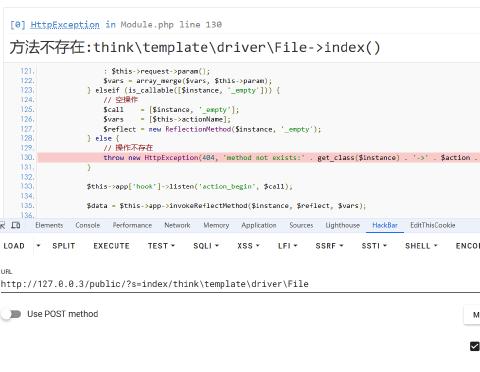 [0] HttpException in Module.php line 130
方法不存在:think\template\driver\File->index()
121. : $this->request->param();
122. $vars = array_merge($vars, $this->param);
123. } elseif (is_callable([$instance, '_empty'])) {
124. // 空操作
125. $call = [$instance, '_empty'];
126. $vars = [$this->actionName];
127. $reflect = new ReflectionMethod($instance, '_empty');
128. } else {
129. // 操作不存在
130. throw new HttpException(404, 'method not exists:' . get_class($instance) . '->' . $action .
131. }
132.
133. $this->app['hook']->listen('action_begin', $call);
134.
135. $data = $this->app->invokeReflectMethod($instance, $reflect, $vars);
136.
Elements Console Performance Network Memory Application Sources Lighthouse HackBar EditThisCookie
LOAD SPLIT EXECUTE TEST SQLI XSS LFI SSRF SSTI SHELL ENCO
URL
http://127.0.0.3/public/?s=index/think\template\driver\File
Use POST method
M